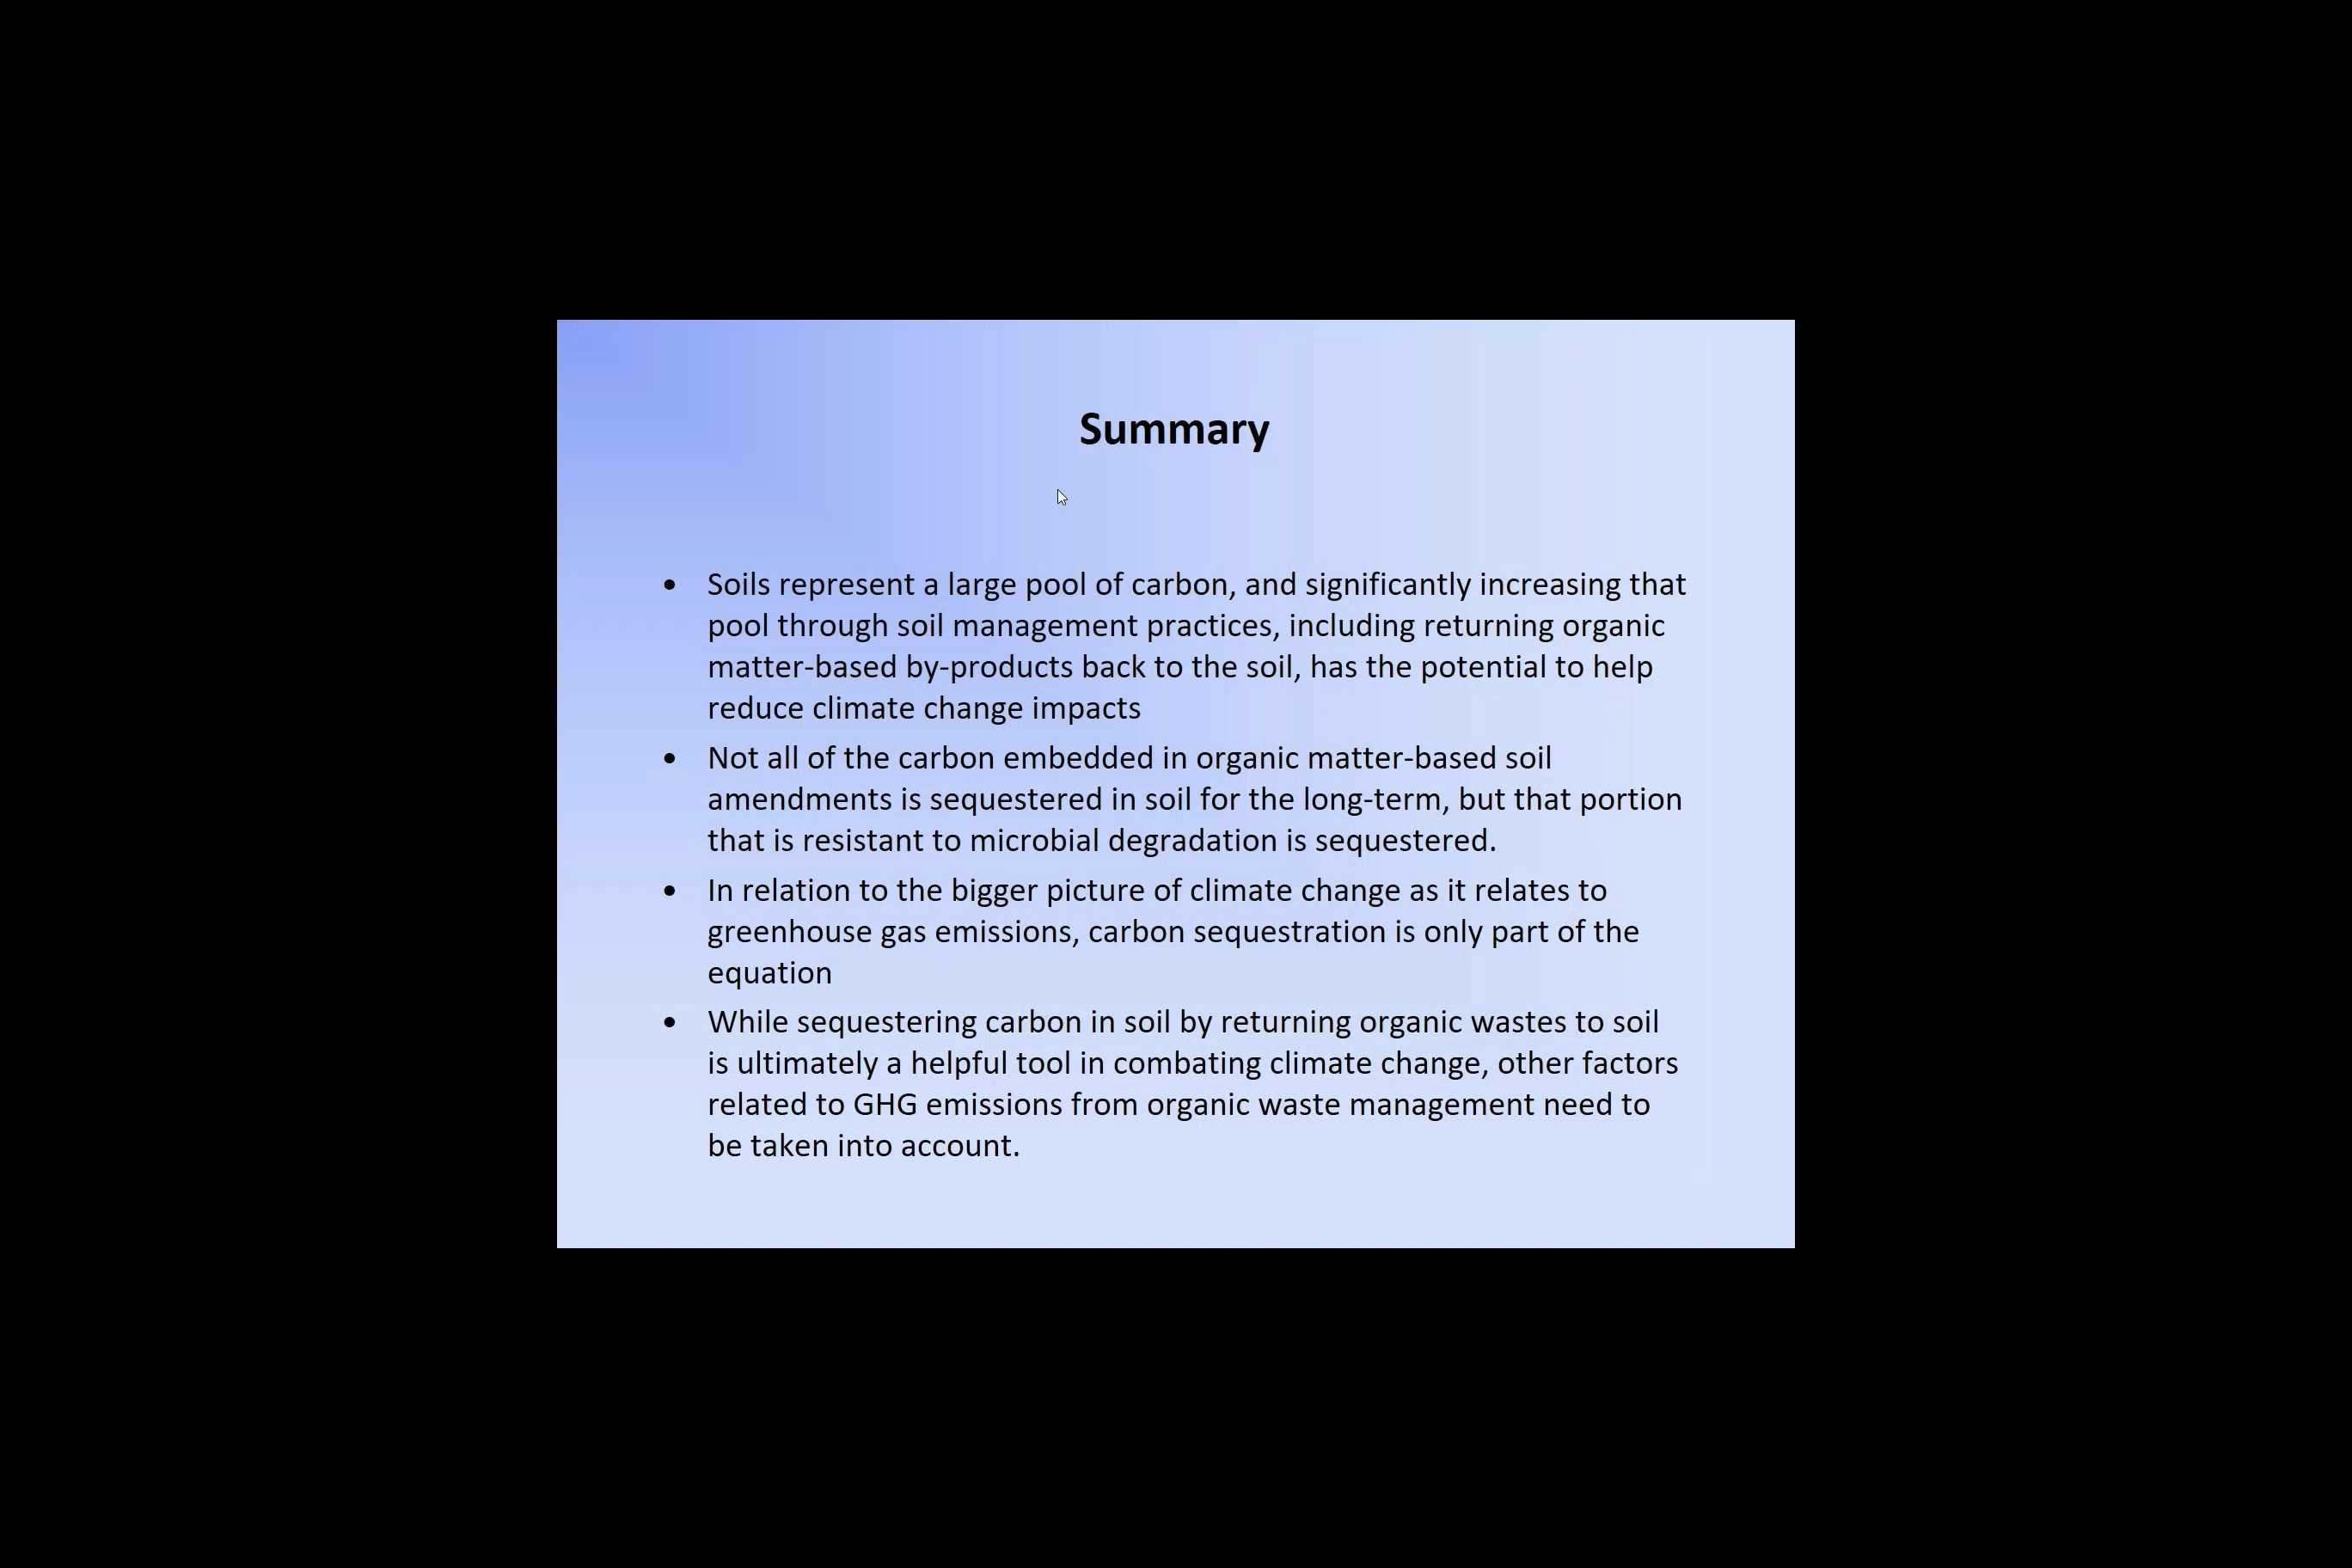 Summary
• Soils represent a large pool of carbon, and significantly increasing that
pool through soil management practices, including returning organic
matter-based by-products back to the soil, has the potential to help
reduce climate change impacts
• Not all of the carbon embedded in organic matter-based soil
amendments is sequestered in soil for the long-term, but that portion
that is resistant to microbial degradation is sequestered.
• In relation to the bigger picture of climate change as it relates to
greenhouse gas emissions, carbon sequestration is only part of the
equation
• While sequestering carbon in soil by returning organic wastes to soil
is ultimately a helpful tool in combating climate change, other factors
related to GHG emissions from organic waste management need to
be taken into account.